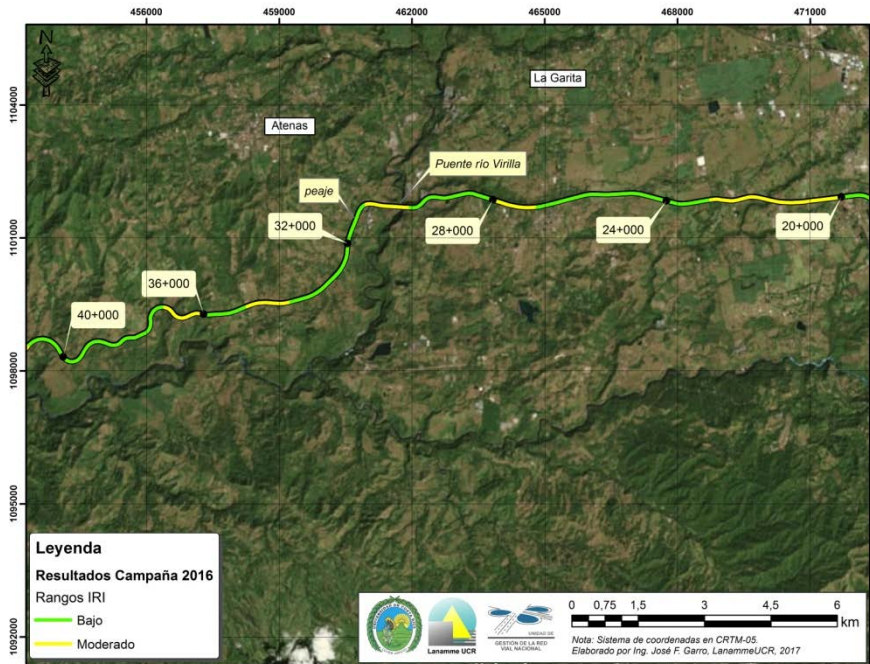 456000
459000
462000
465000
468000
471000
N
1104000
1101000
1098000
1095000
1092000
La Garita
Atenas
Puente río Virilla
peaje
32+000
28+000
24+000
20+000
36+000
40+000
Leyenda
Resultados Campaña 2016
Rangos IRI
Bajo
Moderado
Lanamme UCR
UNIDAD DE
GESTIÓN DE LA RED
VIAL NACIONAL
0 0,75 1,5 3 4,5 6
km
Nota: Sistema de coordenadas en CRTM-05.
Elaborado por Ing. José F. Garro, LanammeUCR, 2017